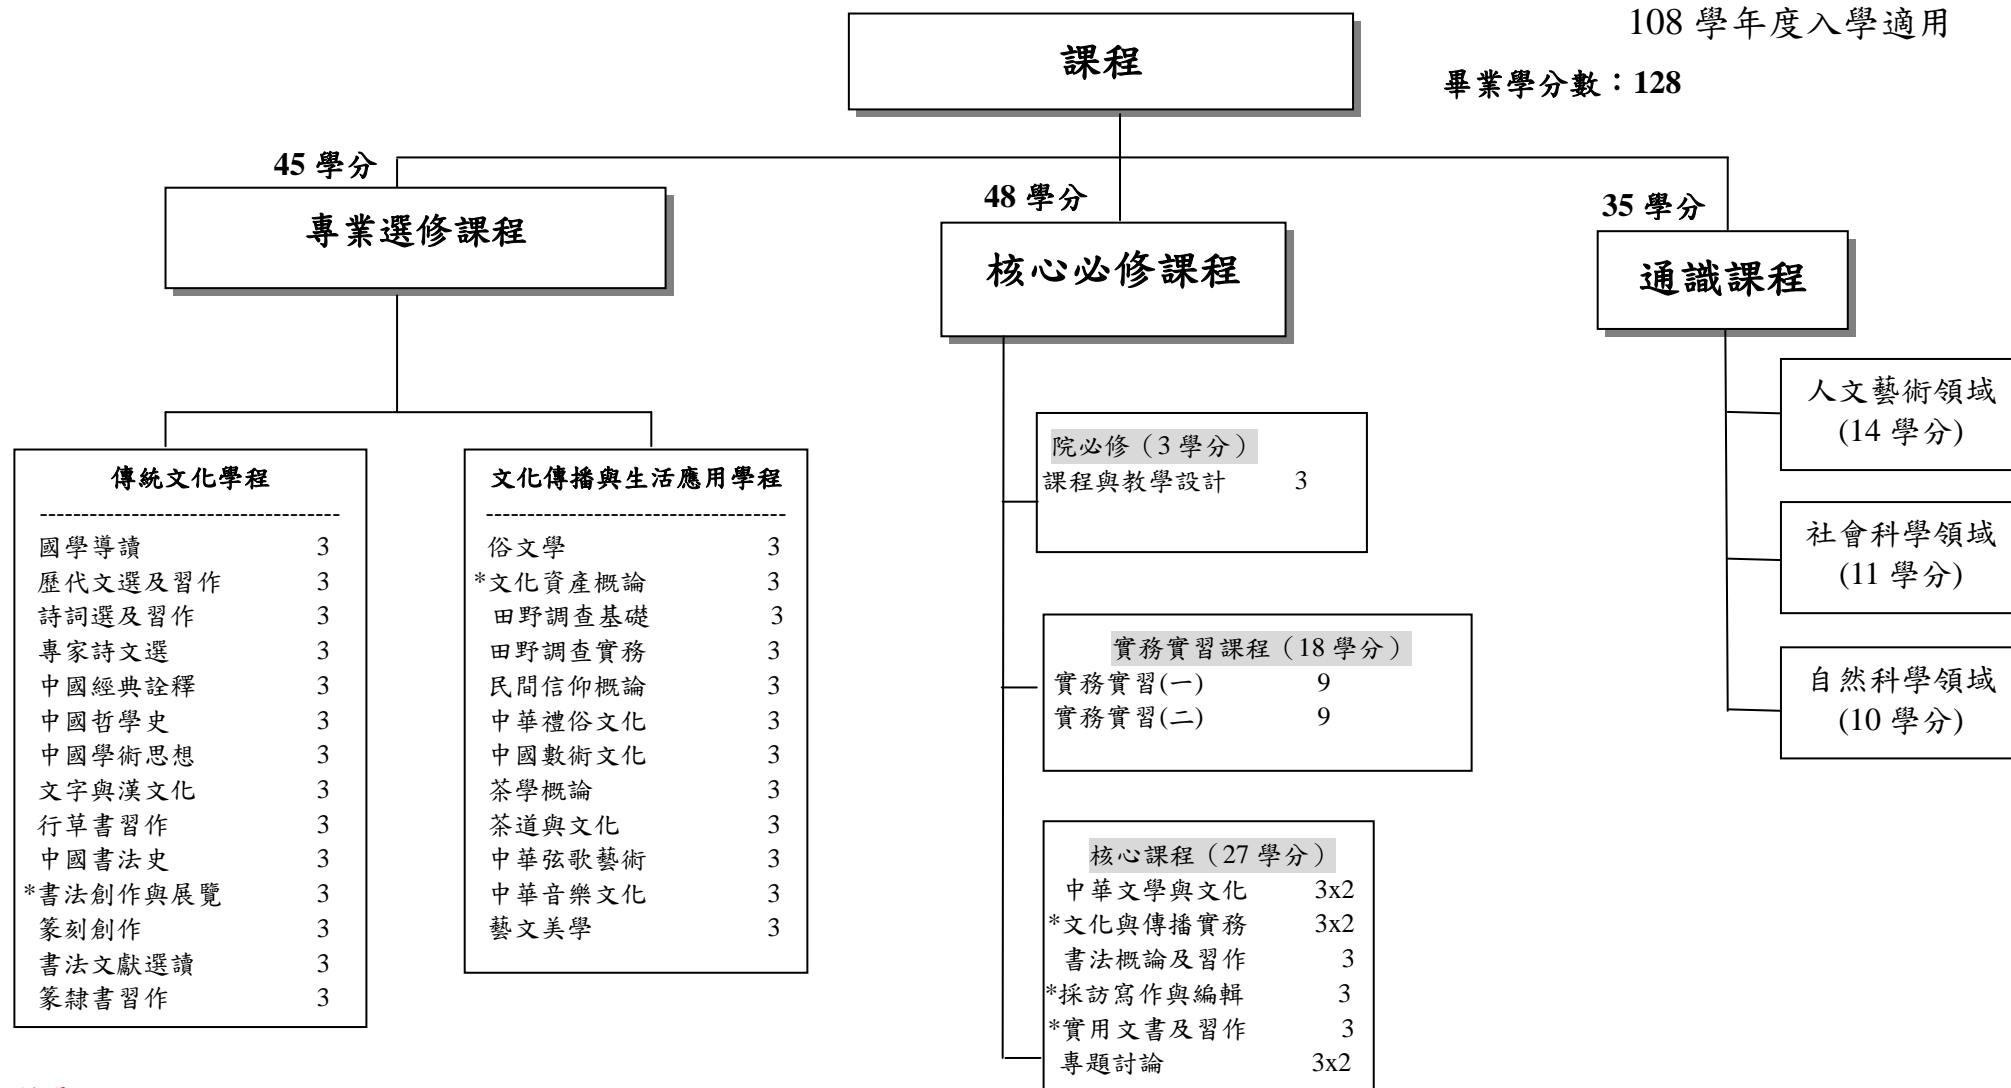 108 學年度入學適用
課程
畢業學分數：128
45 學分
專業選修課程
48 學分
核心必修課程
35 學分
通識課程
傳統文化學程
------------------------------------
國學導讀 3
歷代文選及習作 3
詩詞選及習作 3
專家詩文選 3
中國經典詮釋 3
中國哲學史 3
中國學術思想 3
文字與漢文化 3
行草書習作 3
中國書法史 3
*書法創作與展覽 3
篆刻創作 3
書法文獻選讀 3
篆隸書習作 3
文化傳播與生活應用學程
------------------------------------
俗文學 3
*文化資產概論 3
田野調查基礎 3
田野調查實務 3
民間信仰概論 3
中華禮俗文化 3
中國數術文化 3
茶學概論 3
茶道與文化 3
中華弦歌藝術 3
中華音樂文化 3
藝文美學 3
院必修（3 學分）
課程與教學設計 3
實務實習課程（18 學分）
實務實習(一) 9
實務實習(二) 9
核心課程（27 學分）
中華文學與文化 3x2
*文化與傳播實務 3x2
書法概論及習作 3
*採訪寫作與編輯 3
*實用文書及習作 3
專題討論 3x2
人文藝術領域
(14 學分)
社會科學領域
(11 學分)
自然科學領域
(10 學分)